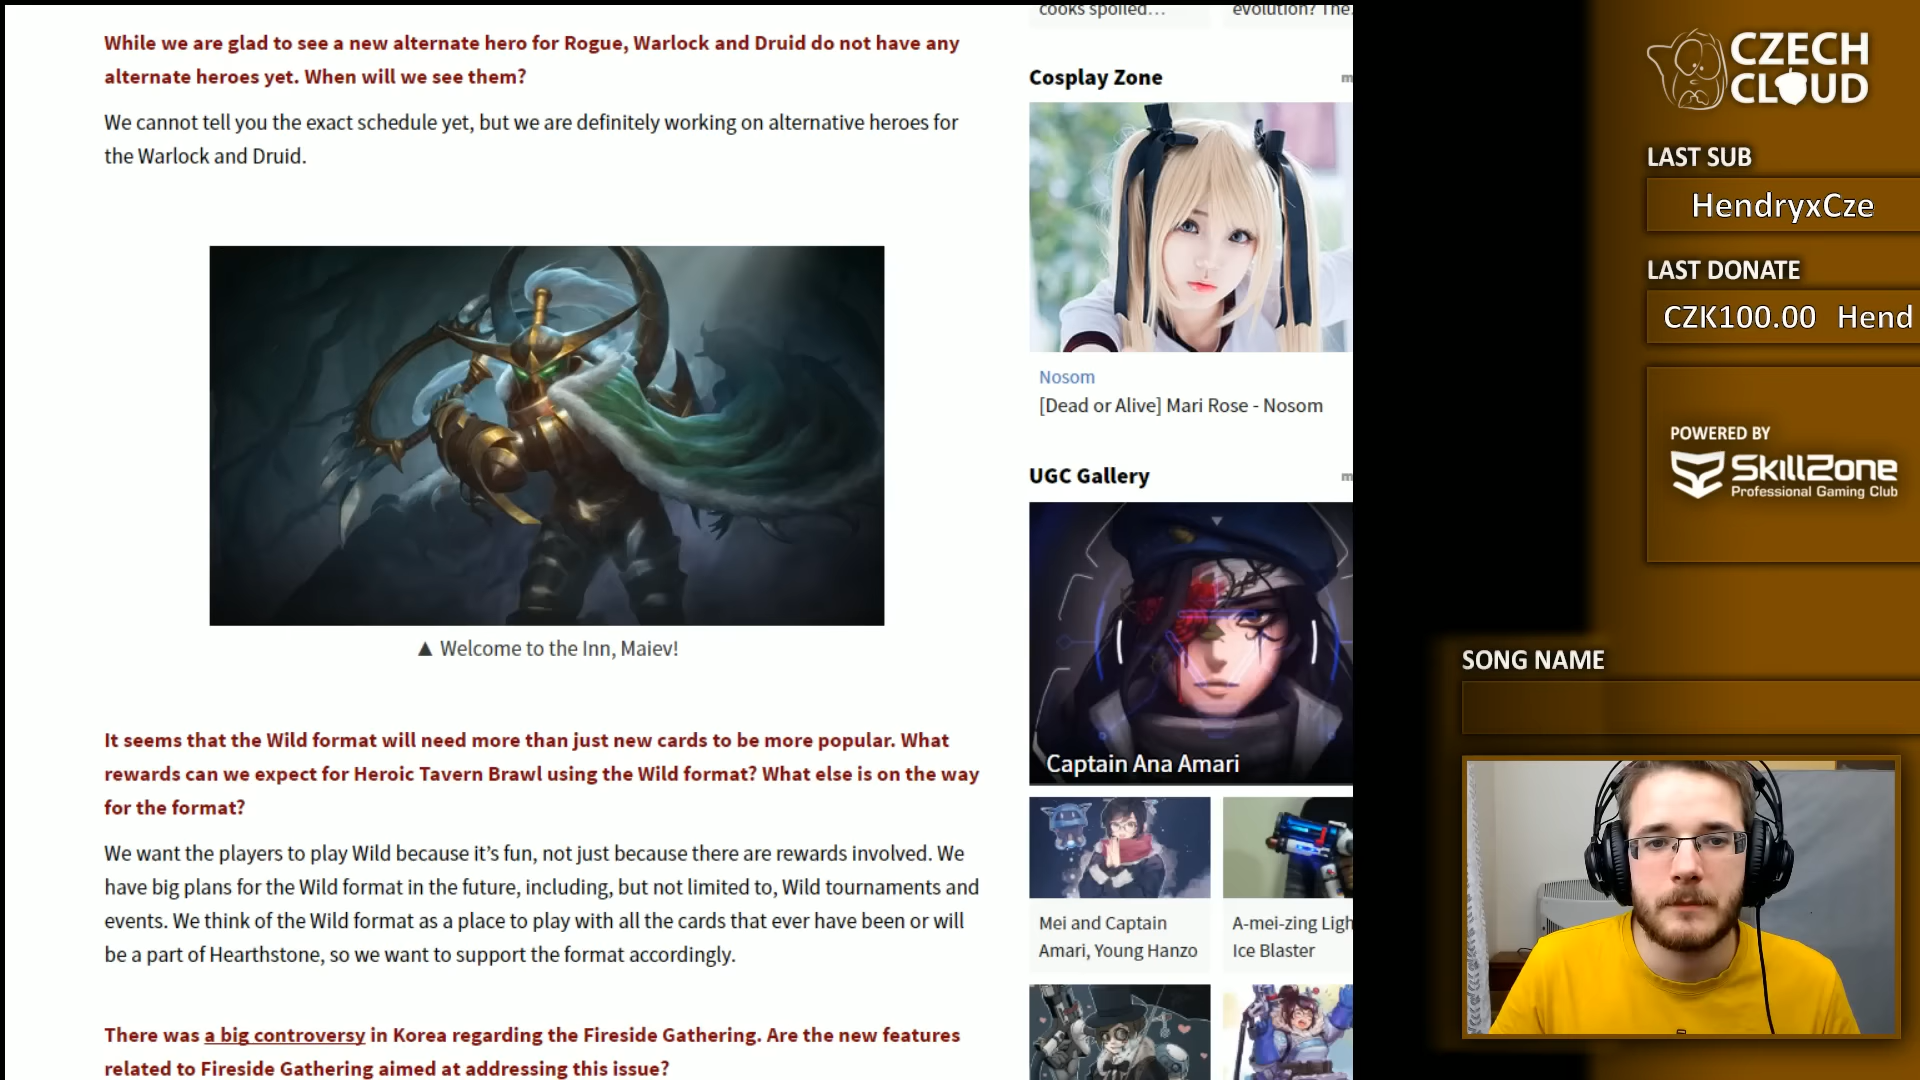 While we are glad to see a new alternate hero for Rogue, Warlock and Druid do not have any
alternate heroes yet. When will we see them?
We cannot tell you the exact schedule yet, but we are definitely working on alternative heroes for
the Warlock and Druid.
▲ Welcome to the Inn, Maiev!
It seems that the Wild format will need more than just new cards to be more popular. What
rewards can we expect for Heroic Tavern Brawl using the Wild format? What else is on the way
for the format?
We want the players to play Wild because it’s fun, not just because there are rewards involved. We
have big plans for the Wild format in the future, including, but not limited to, Wild tournaments and
events. We think of the Wild format as a place to play with all the cards that ever have been or will
be a part of Hearthstone, so we want to support the format accordingly.
There was a big controversy in Korea regarding the Fireside Gathering. Are the new features
related to Fireside Gathering aimed at addressing this issue?
cooks spoiled…
evolution? The
Cosplay Zone
m
Nosom
[Dead or Alive] Mari Rose - Nosom
UGC Gallery
m
Captain Ana Amari
Mei and Captain
Amari, Young Hanzo
A-mei-zing Ligh
Ice Blaster
CZECH
CLOUD
LAST SUB
HendryxCze
LAST DONATE
CZK100.00 Hend
POWERED BY
SKILLZONE
Professional Gaming Club
SONG NAME